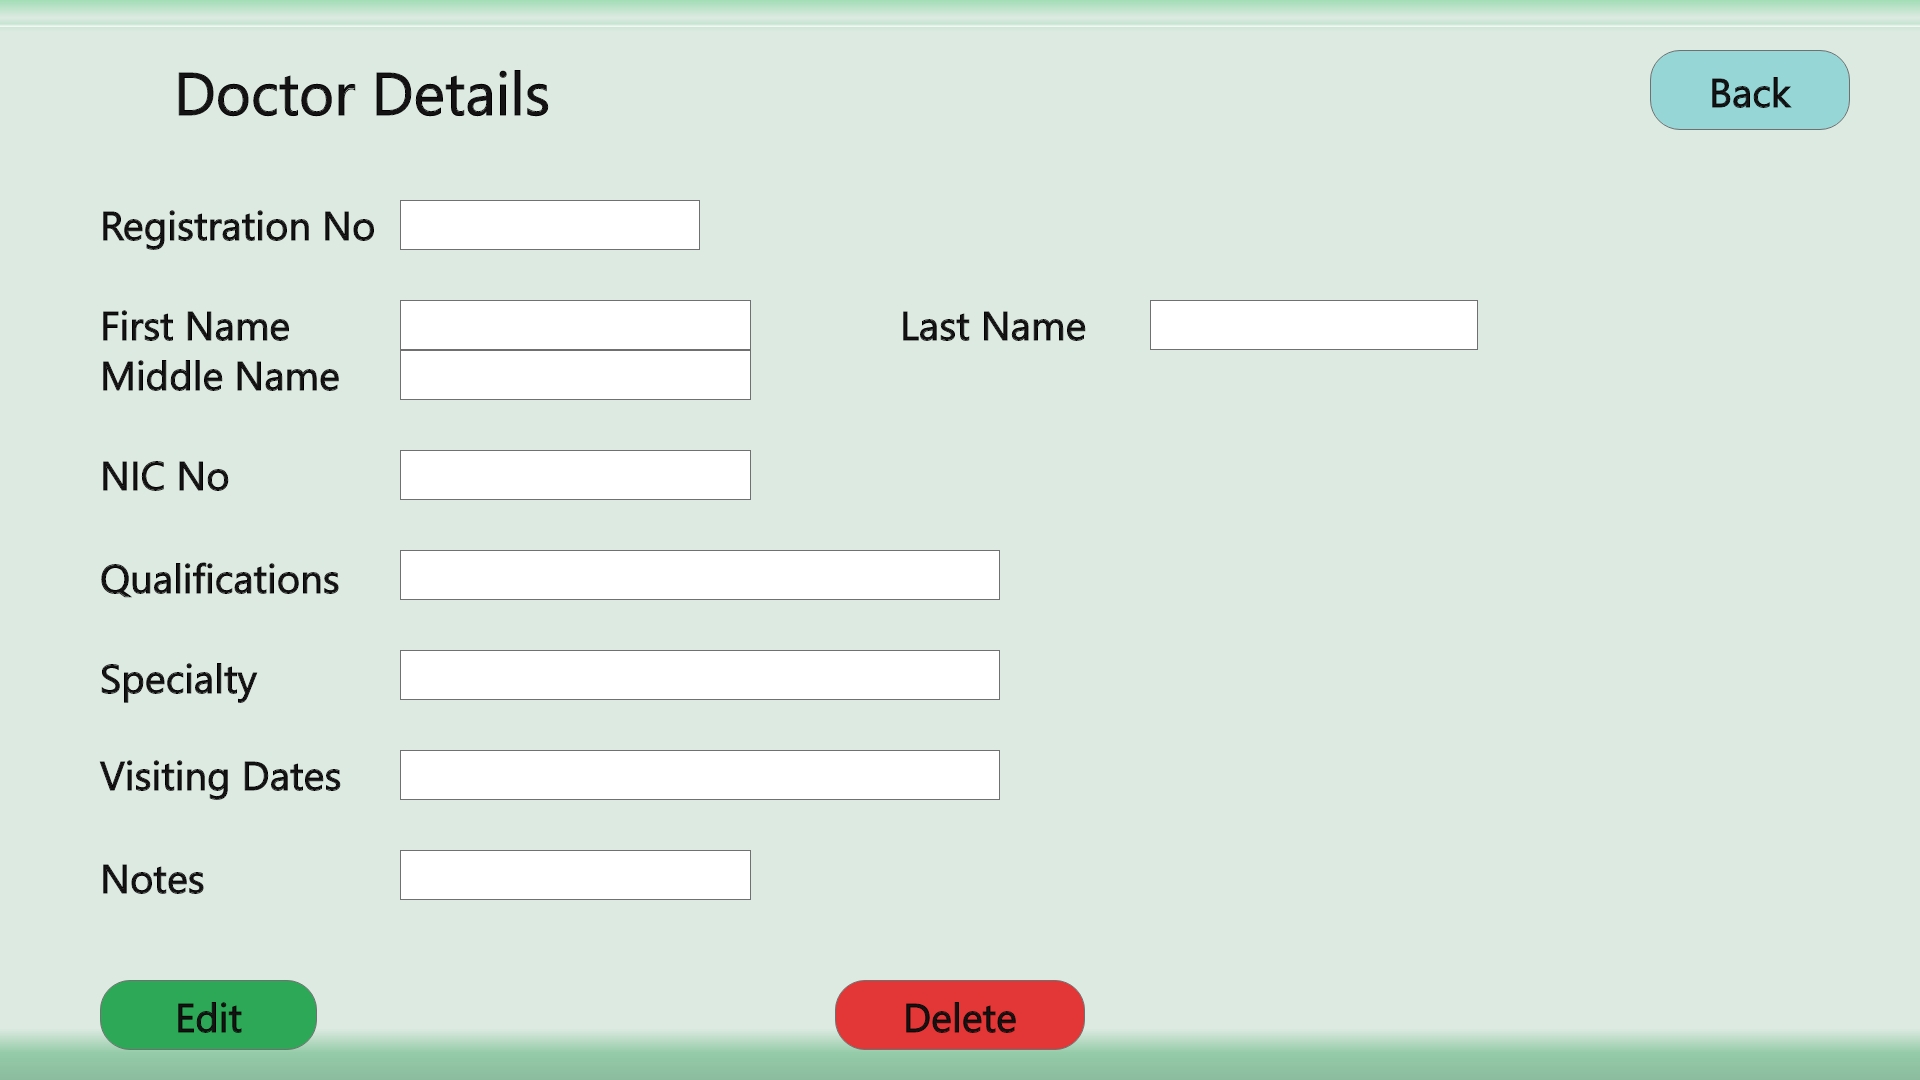 Doctor Details
Back
Registration No
First Name
Last Name
Middle Name
NIC No
Qualifications
Specialty
Visiting Dates
Notes
Edit
Delete